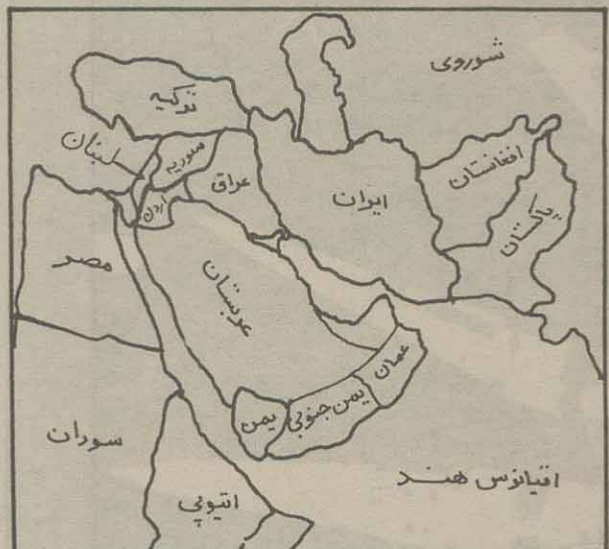 شوروی
ترکیه
لبنان
سوریه
عراق
ایران
افغانستان
پاکستان
اردن
مصر
عربستان
عمان
یمن جنوبی
یمن
سودان
اتیوپی
اقیانوس هند